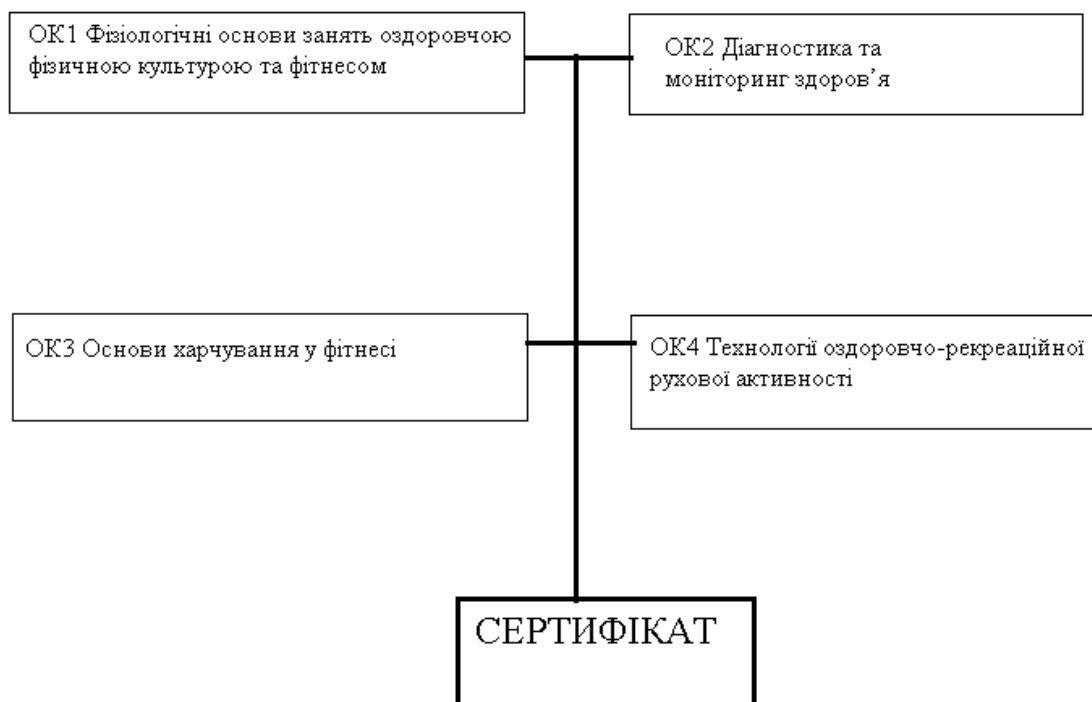 ОК1 Фізіологічні основи занять оздоровчою
фізичною культурою та фітнесом
ОК2 Діагностика та
моніторинг здоров’я
ОК3 Основи харчування у фітнесі
ОК4 Технології оздоровчо-рекреаційної
рухової активності
СЕРТИФІКАТ